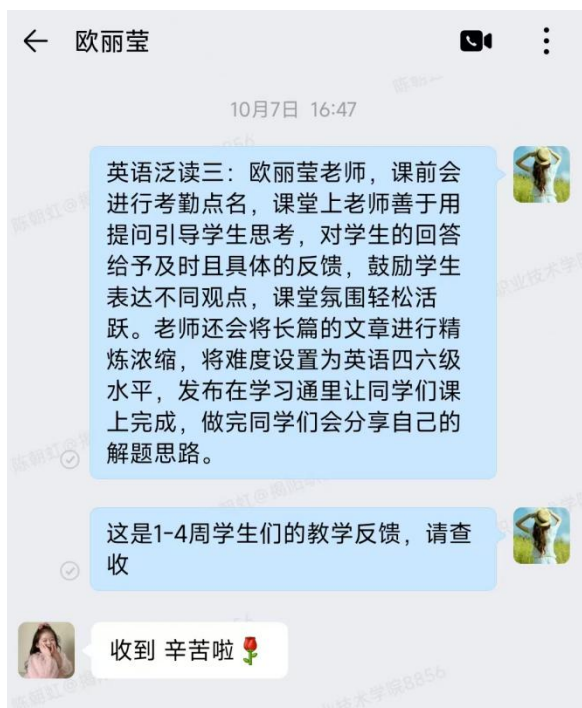 欧丽莹
10月7日 16:47
英语泛读三：欧丽莹老师，课前会
进行考勤点名，课堂上老师善于用
提问引导学生思考，对学生的回答
给予及时且具体的反馈，鼓励学生
表达不同观点，课堂氛围轻松活
跃。老师还会将长篇的文章进行精
炼浓缩，将难度设置为英语四六级
水平，发布在学习通里让同学们课
上完成，做完同学们会分享自己的
解题思路。
这是1-4周学生们的教学反馈，请查
收
收到 辛苦啦🌹